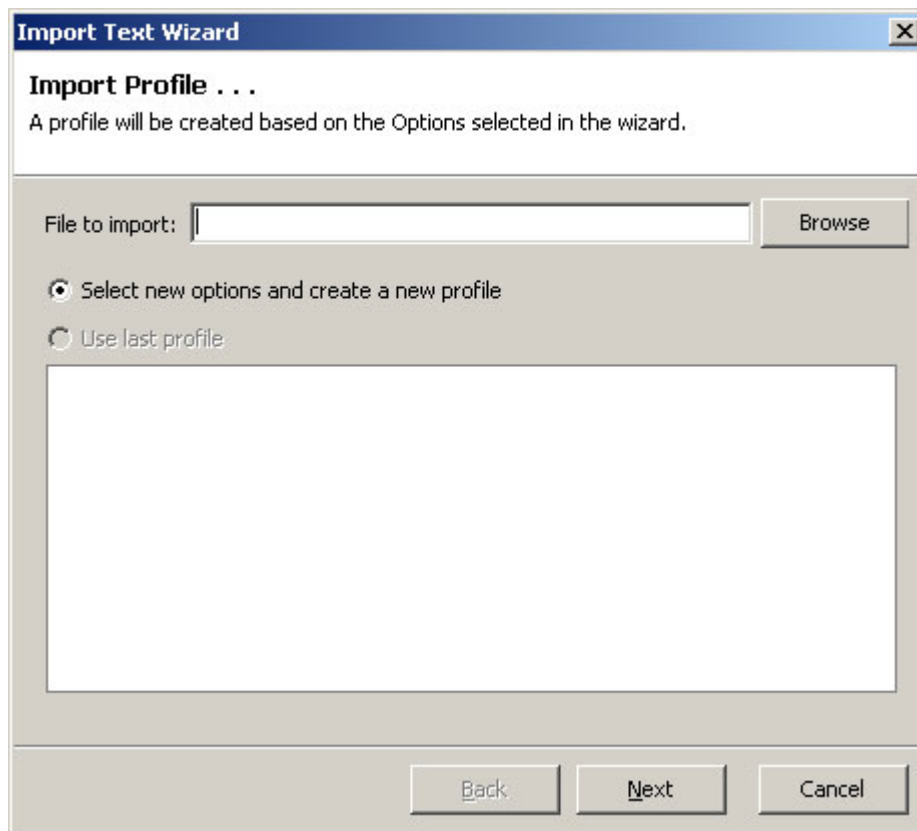 Import Text Wizard
Import Profile . . .
A profile will be created based on the Options selected in the wizard.
File to import:
Browse
Select new options and create a new profile
Use last profile
Back
Next
Cancel